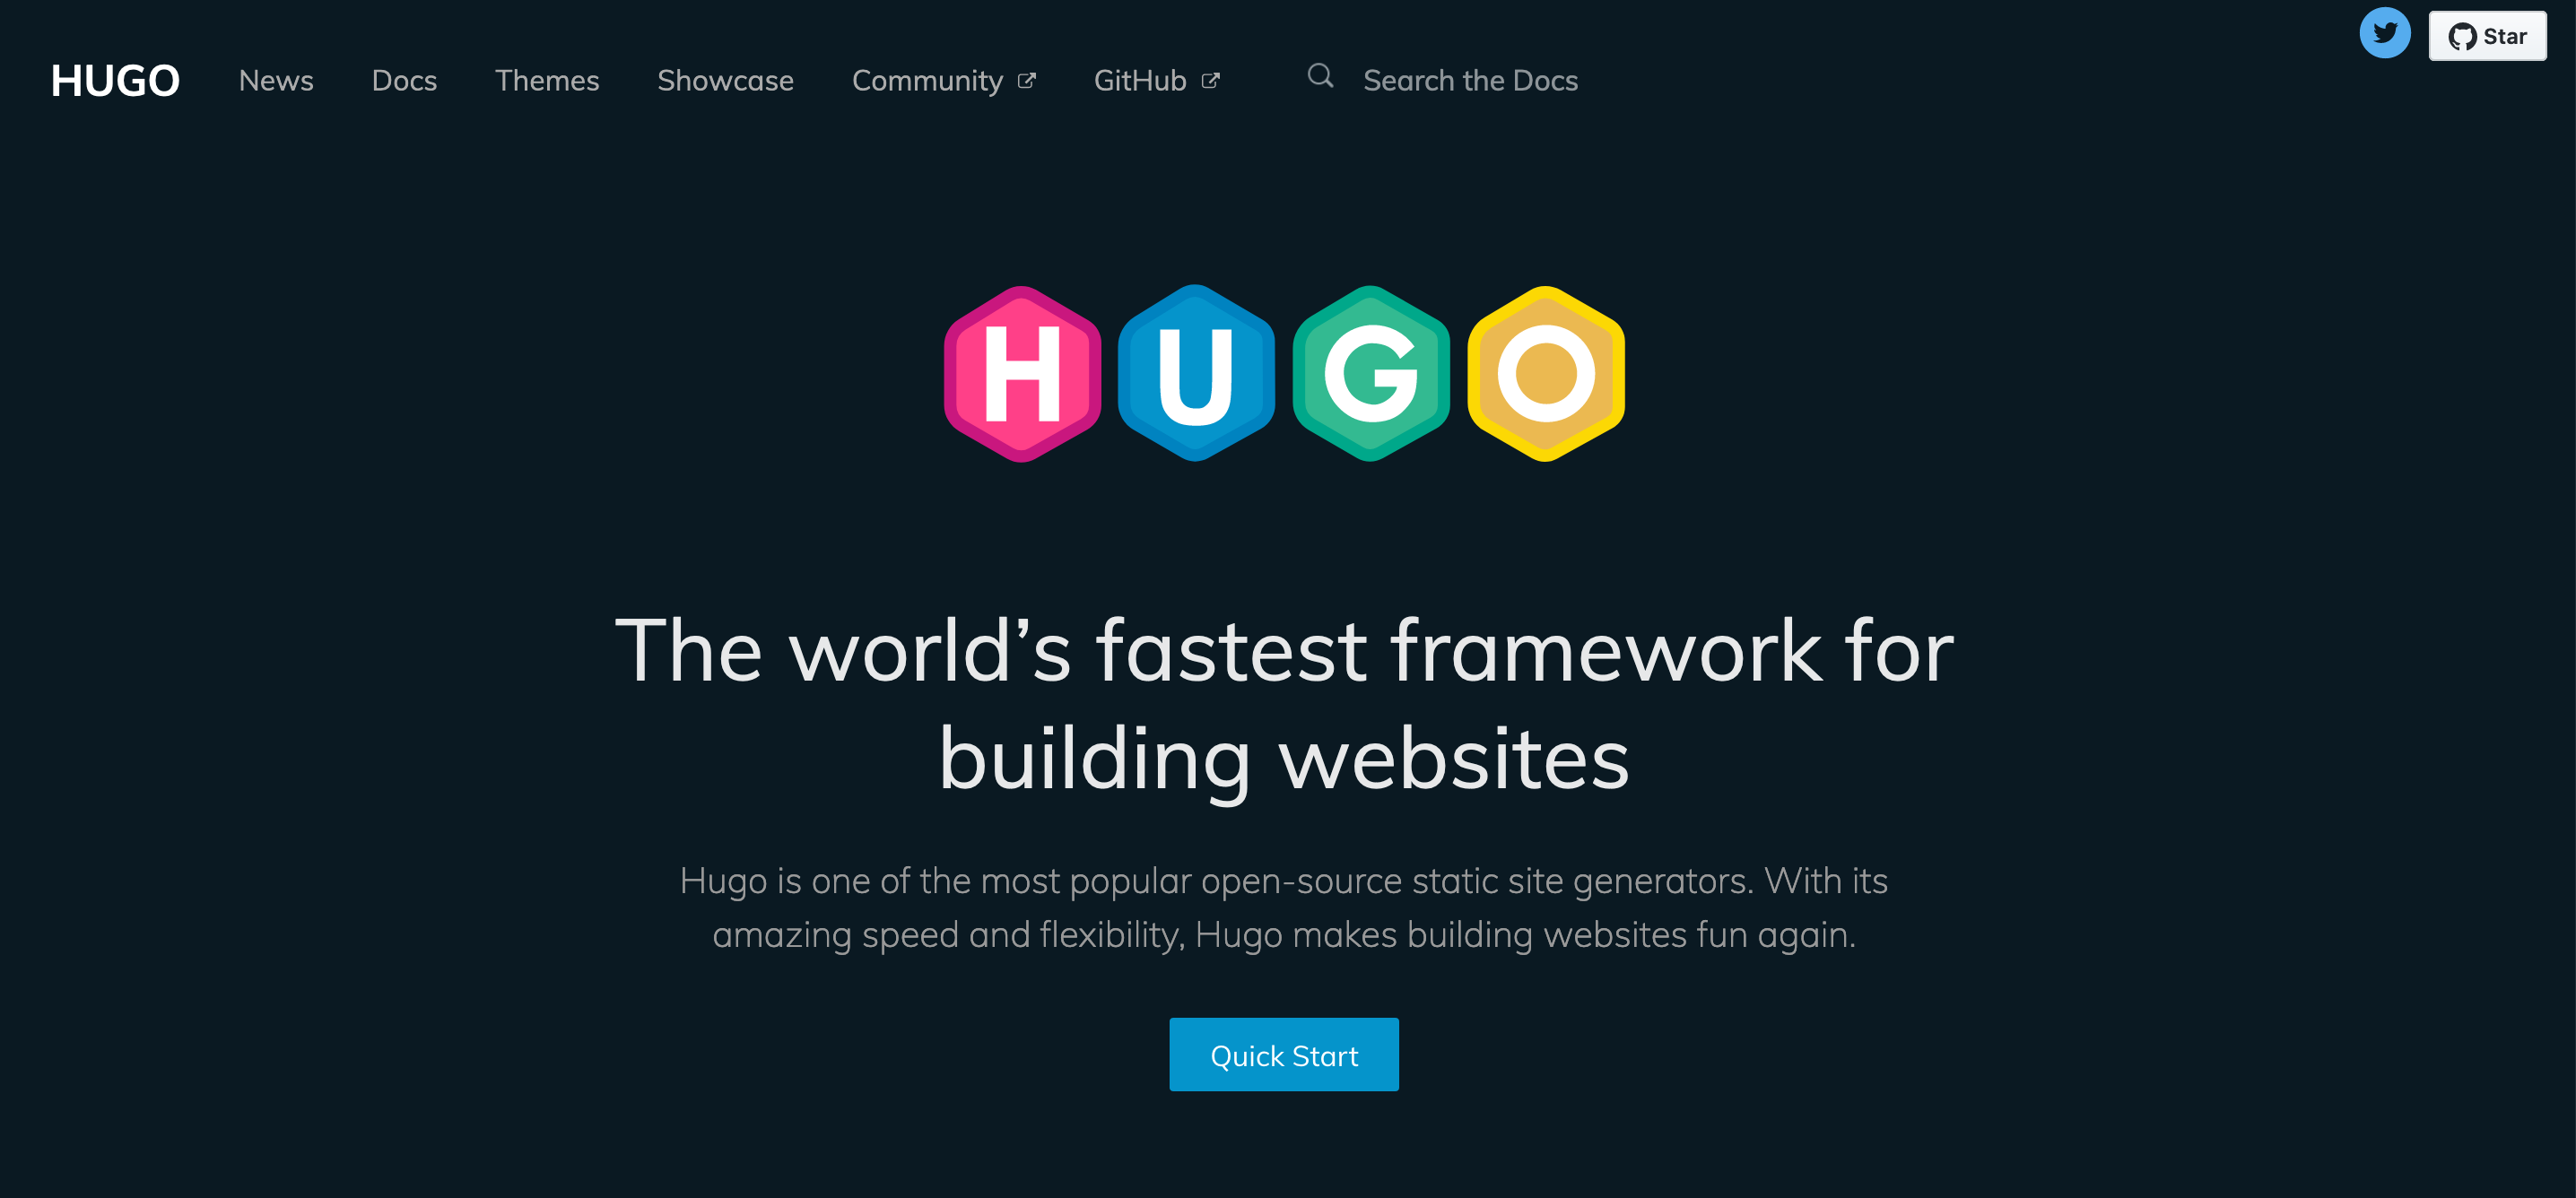 Star
HUGO News Docs Themes Showcase Community GitHub Search the Docs
HUGO
The world’s fastest framework for
building websites
Hugo is one of the most popular open-source static site generators. With its
amazing speed and flexibility, Hugo makes building websites fun again.
Quick Start